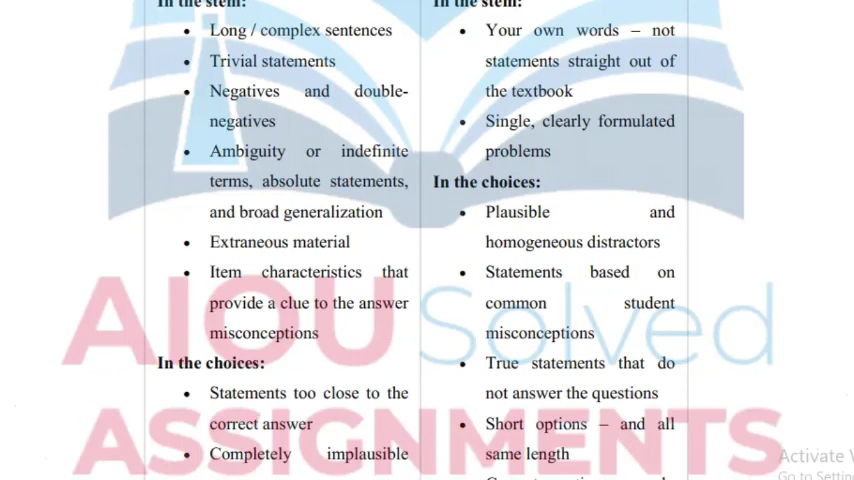 In the stem:
• Long / complex sentences
• Trivial statements
• Negatives and double-
negatives
• Ambiguity or indefinite
terms, absolute statements,
and broad generalization
• Extraneous material
• Item characteristics that
provide a clue to the answer
misconceptions
In the choices:
• Statements too close to the
correct answer
• Completely implausible
In the stem:
• Your own words – not
statements straight out of
the textbook
• Single, clearly formulated
problems
In the choices:
• Plausible and
homogeneous distractors
• Statements based on
common student
misconceptions
• True statements that do
not answer the questions
• Short options – and all
same length
AIOU Solved
ASSIGNMENTS
Activate
Go to Settin